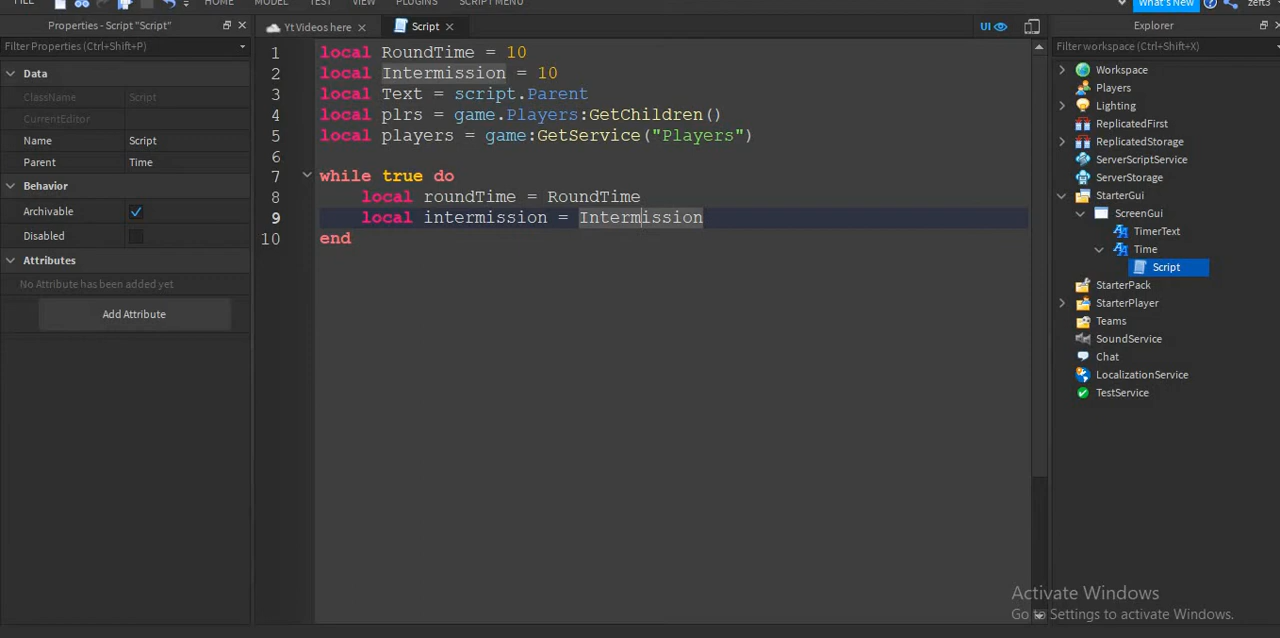 FILE HOME MODEL TEST VIEW PLUGINS SCRIPT MENU What's New zeft3
Properties - Script "Script"
Filter Properties (Ctrl+Shift+P)
Data
ClassName Script
CurrentEditor
Name Script
Parent Time
Behavior
Archivable
Disabled
Attributes
No Attribute has been added yet
Add Attribute
Yt Videos here Script UI
1 local RoundTime = 10
2 local Intermission = 10
3 local Text = script.Parent
4 local plrs = game.Players:GetChildren()
5 local players = game:GetService("Players")
6
7 while true do
8 local roundTime = RoundTime
9 local intermission = Intermission
10 end
Explorer
Filter workspace (Ctrl+Shift+X)
Workspace
Players
Lighting
ReplicatedFirst
ReplicatedStorage
ServerScriptService
ServerStorage
StarterGui
ScreenGui
TimerText
Time
Script
StarterPack
StarterPlayer
Teams
SoundService
Chat
LocalizationService
TestService
Activate Windows
Go to Settings to activate Windows.